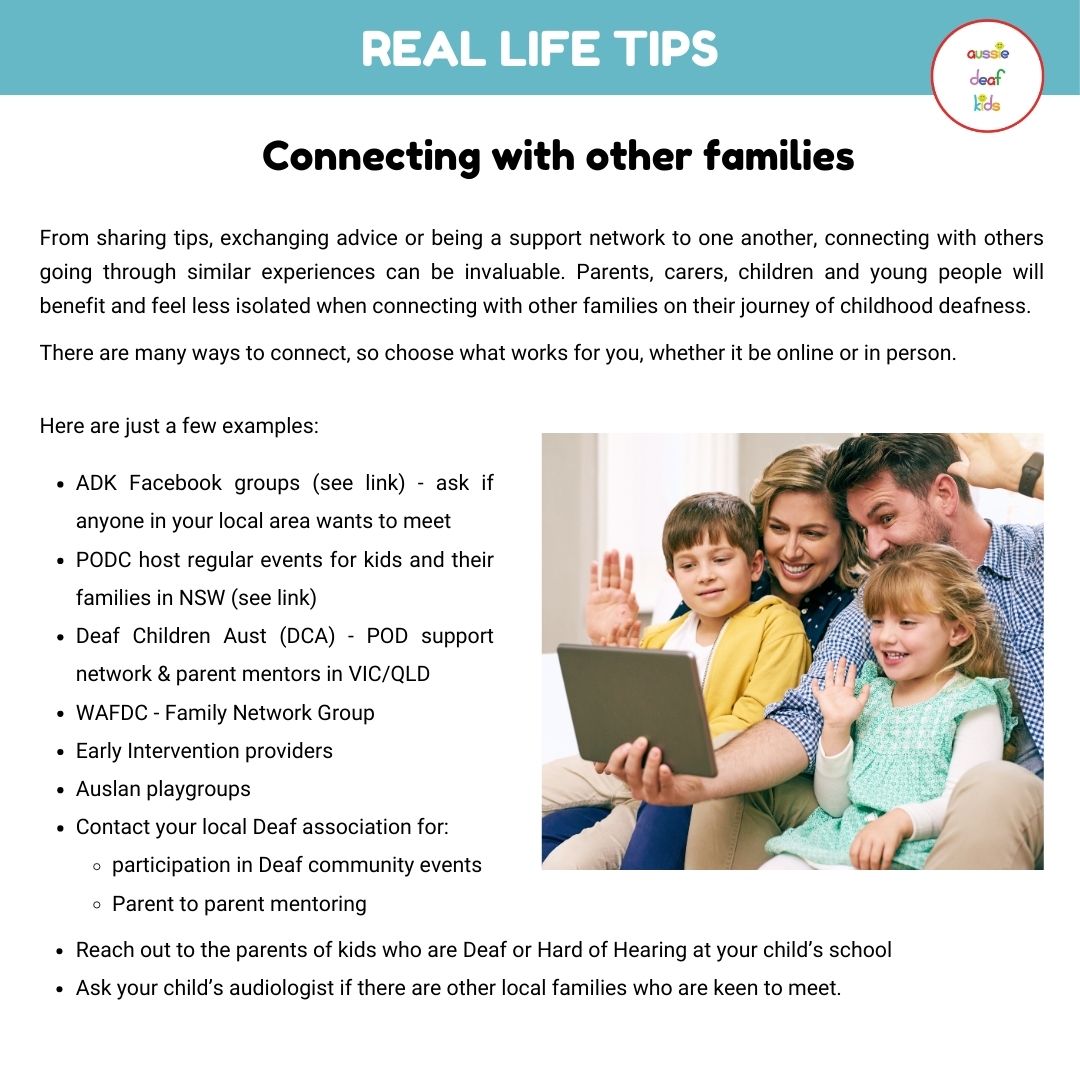 REAL LIFE TIPS
aussie
deaf
kids
Connecting with other families
From sharing tips, exchanging advice or being a support network to one another, connecting with others
going through similar experiences can be invaluable. Parents, carers, children and young people will
benefit and feel less isolated when connecting with other families on their journey of childhood deafness.
There are many ways to connect, so choose what works for you, whether it be online or in person.
Here are just a few examples:
• ADK Facebook groups (see link) - ask if
anyone in your local area wants to meet
• PODC host regular events for kids and their
families in NSW (see link)
• Deaf Children Aust (DCA) - POD support
network & parent mentors in VIC/QLD
• WAFDC - Family Network Group
• Early Intervention providers
• Auslan playgroups
• Contact your local Deaf association for:
◦ participation in Deaf community events
◦ Parent to parent mentoring
• Reach out to the parents of kids who are Deaf or Hard of Hearing at your child’s school
• Ask your child’s audiologist if there are other local families who are keen to meet.